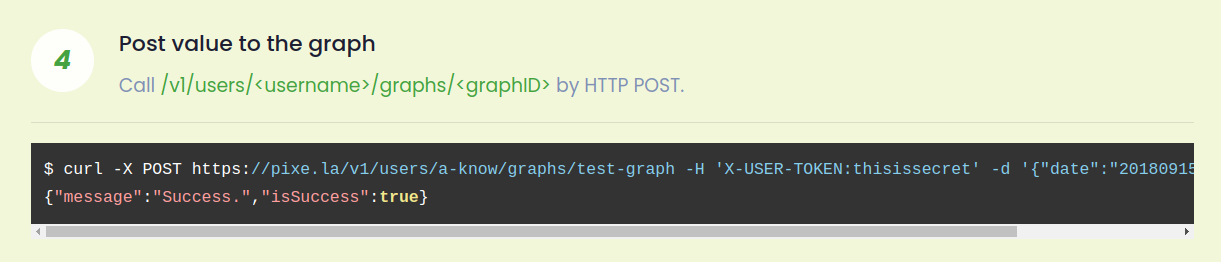 4
Post value to the graph
Call /v1/users/<username>/graphs/<graphID> by HTTP POST.
$ curl -X POST https://pixe.la/v1/users/a-know/graphs/test-graph -H 'X-USER-TOKEN:thisissecret' -d '{"date":"20180915
{"message":"Success.","isSuccess":true}